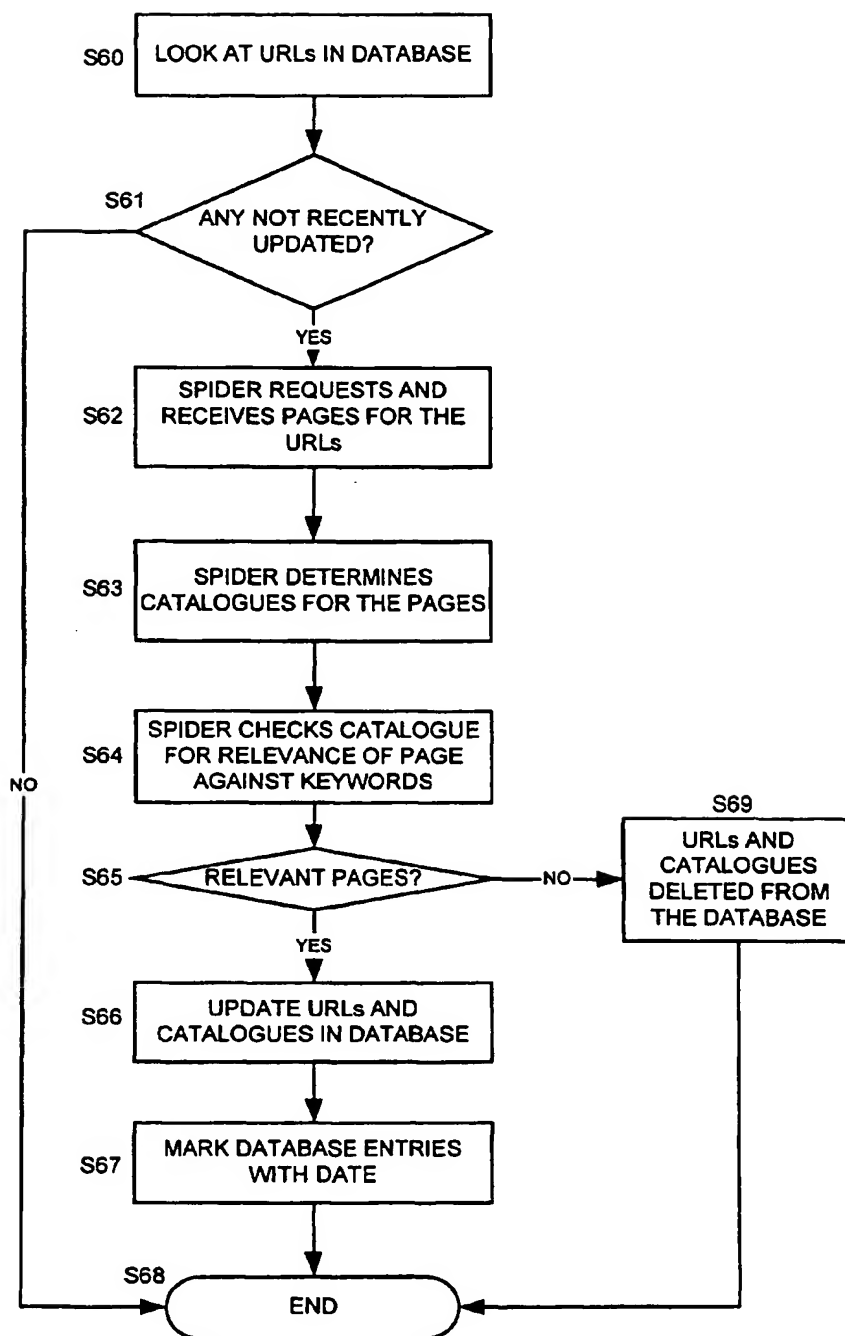 S60
LOOK AT URLs IN DATABASE
S61
ANY NOT RECENTLY
UPDATED?
YES
S62
SPIDER REQUESTS AND
RECEIVES PAGES FOR THE
URLs
S63
SPIDER DETERMINES
CATALOGUES FOR THE PAGES
S64
SPIDER CHECKS CATALOGUE
FOR RELEVANCE OF PAGE
AGAINST KEYWORDS
NO
S65
RELEVANT PAGES?
NO
S69
URLs AND
CATALOGUES
DELETED FROM
THE DATABASE
YES
S66
UPDATE URLs AND
CATALOGUES IN DATABASE
S67
MARK DATABASE ENTRIES
WITH DATE
S68
END